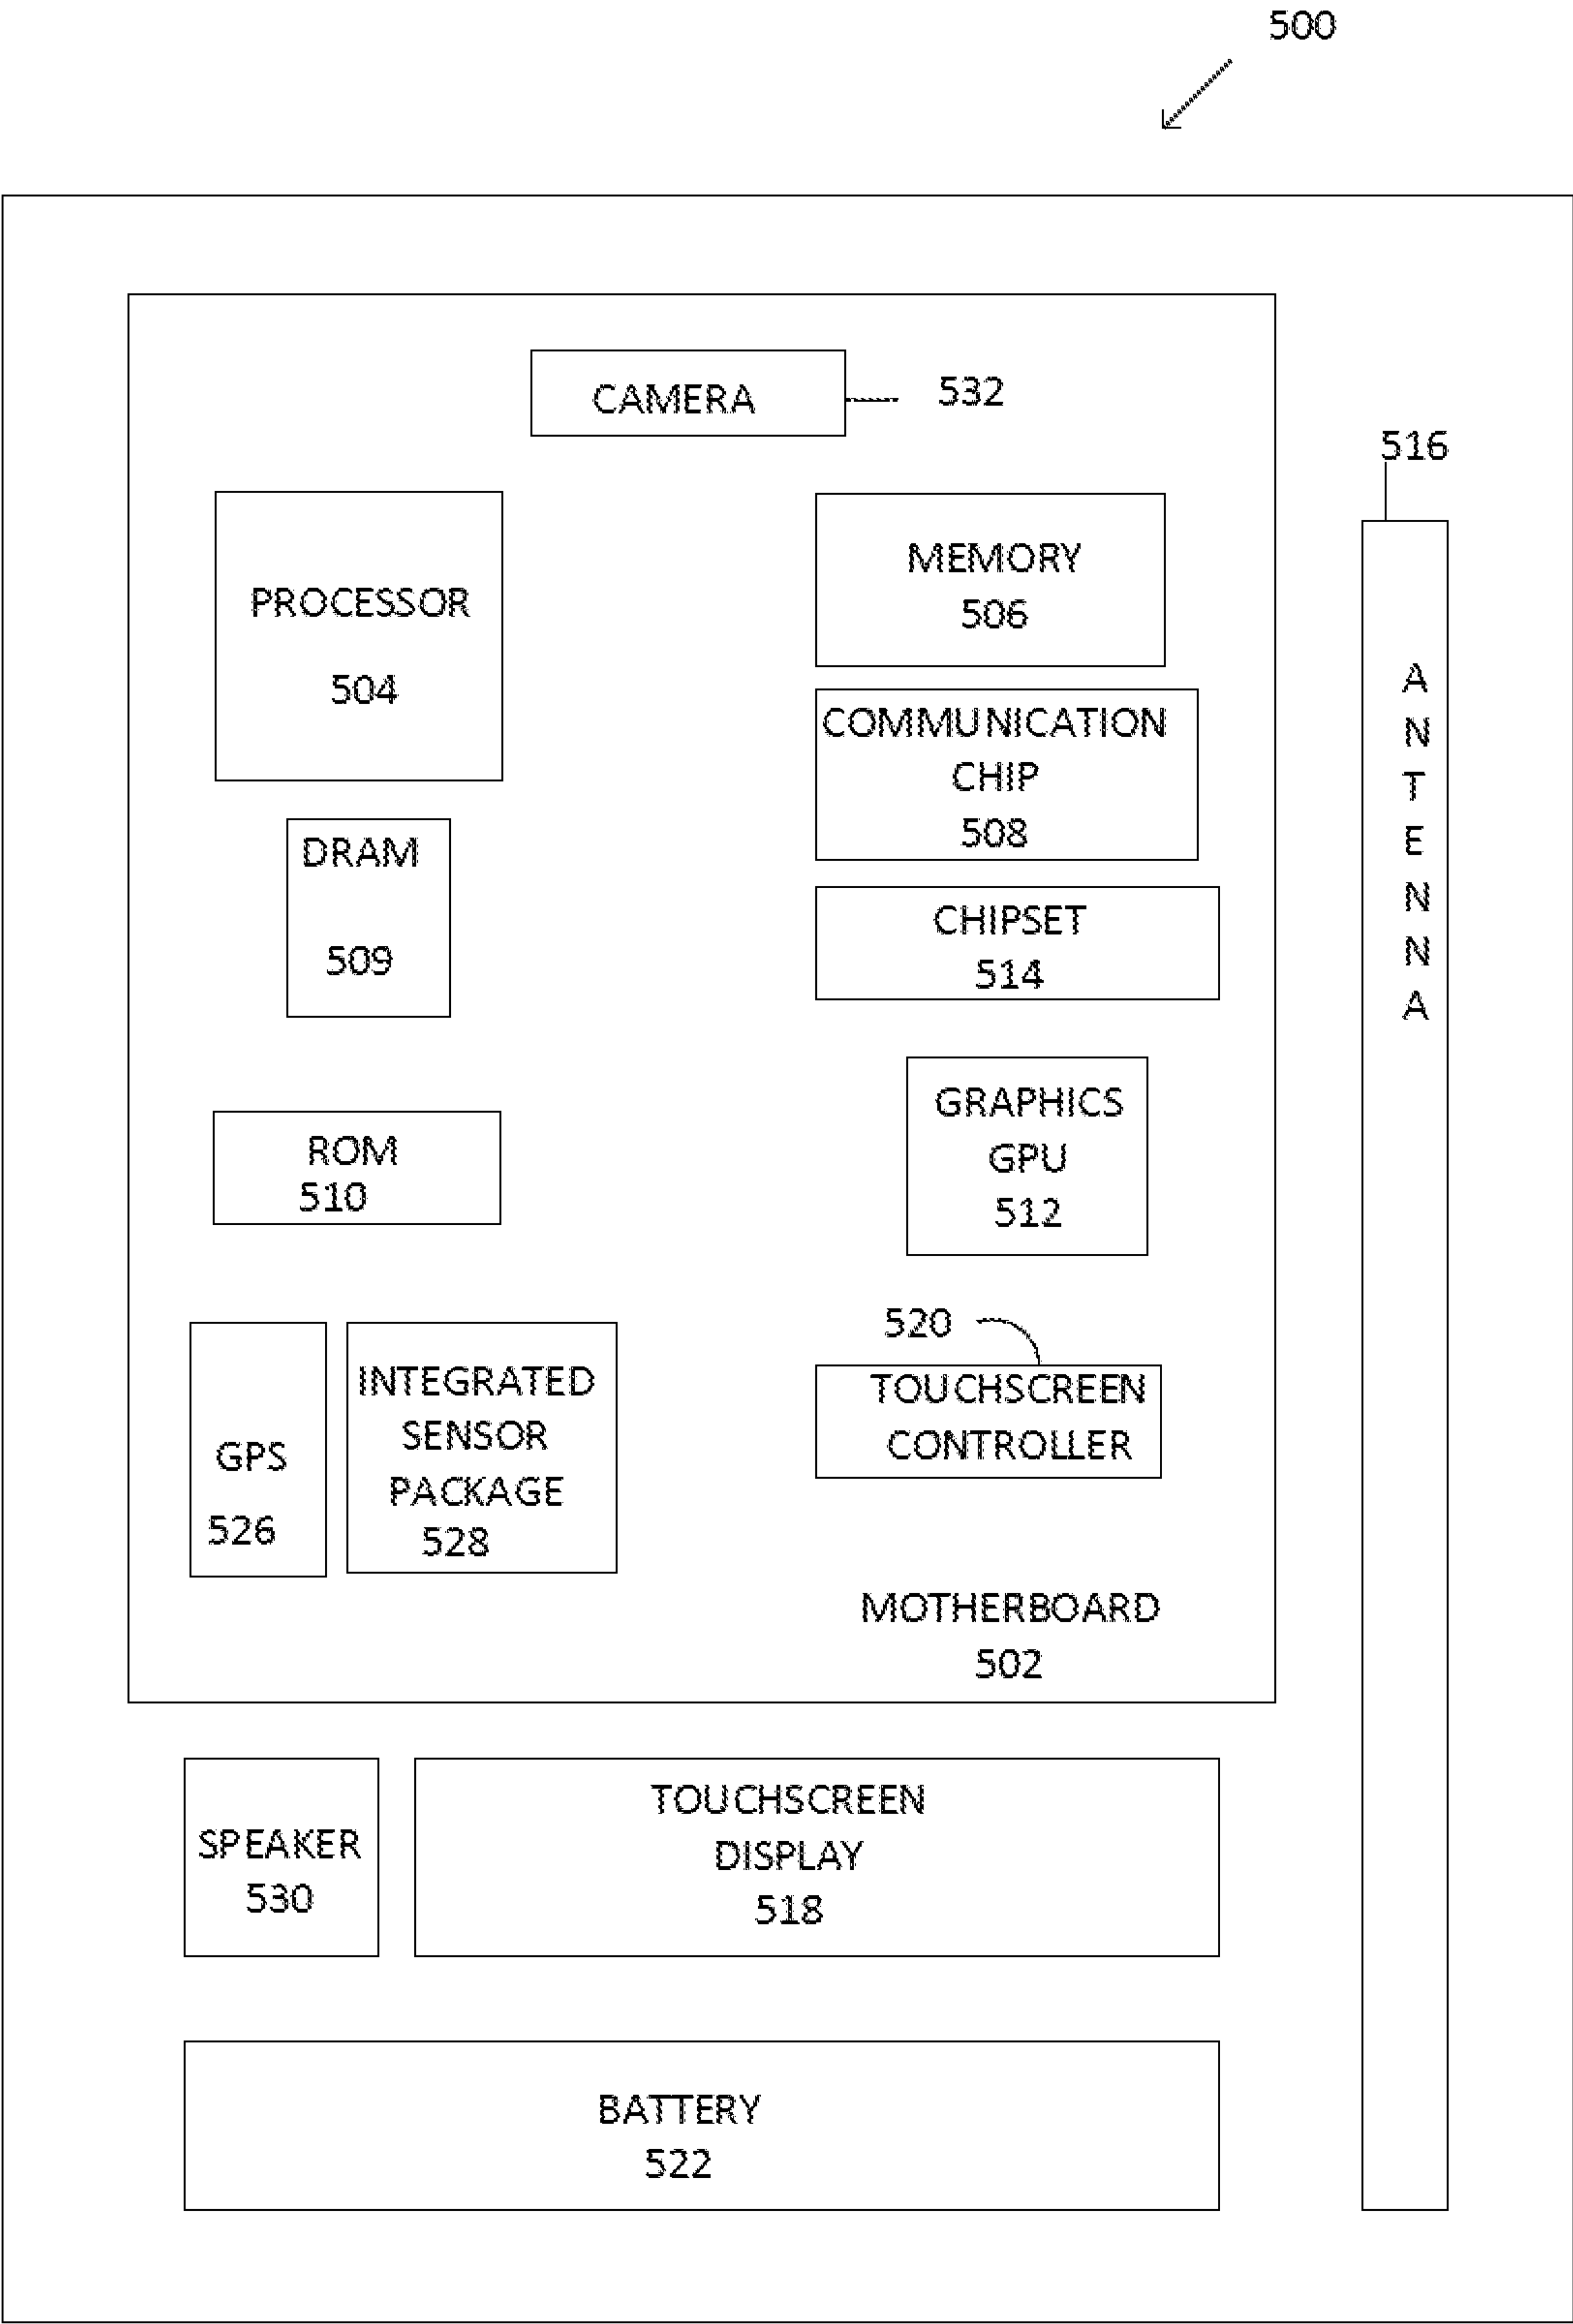 500
CAMERA
532
516
PROCESSOR
504
MEMORY
506
COMMUNICATION
CHIP
508
DRAM
509
CHIPSET
514
ANTENNA
ROM
510
GRAPHICS
GPU
512
GPS
526
INTEGRATED
SENSOR
PACKAGE
528
520
TOUCHSCREEN
CONTROLLER
MOTHERBOARD
502
SPEAKER
530
TOUCHSCREEN
DISPLAY
518
BATTERY
522